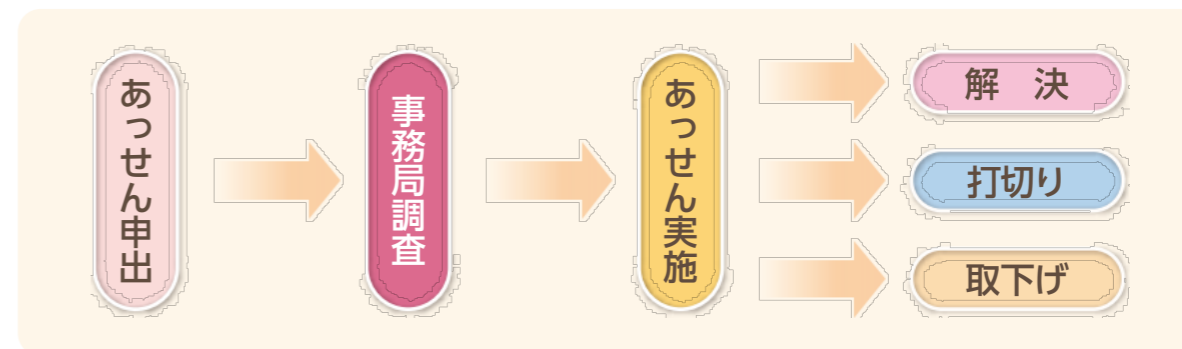 あっせん申出
事務局調査
あっせん実施
解　決
打切り
取下げ